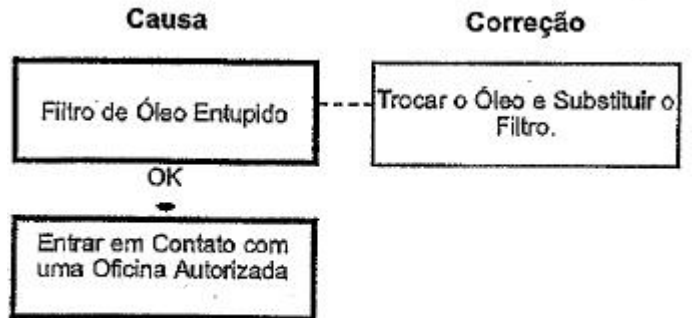 Causa
Correção
Filtro de Óleo Entupido
Trocar o Óleo e Substituir o
Filtro.
OK
Entrar em Contato com
uma Oficina Autorizada